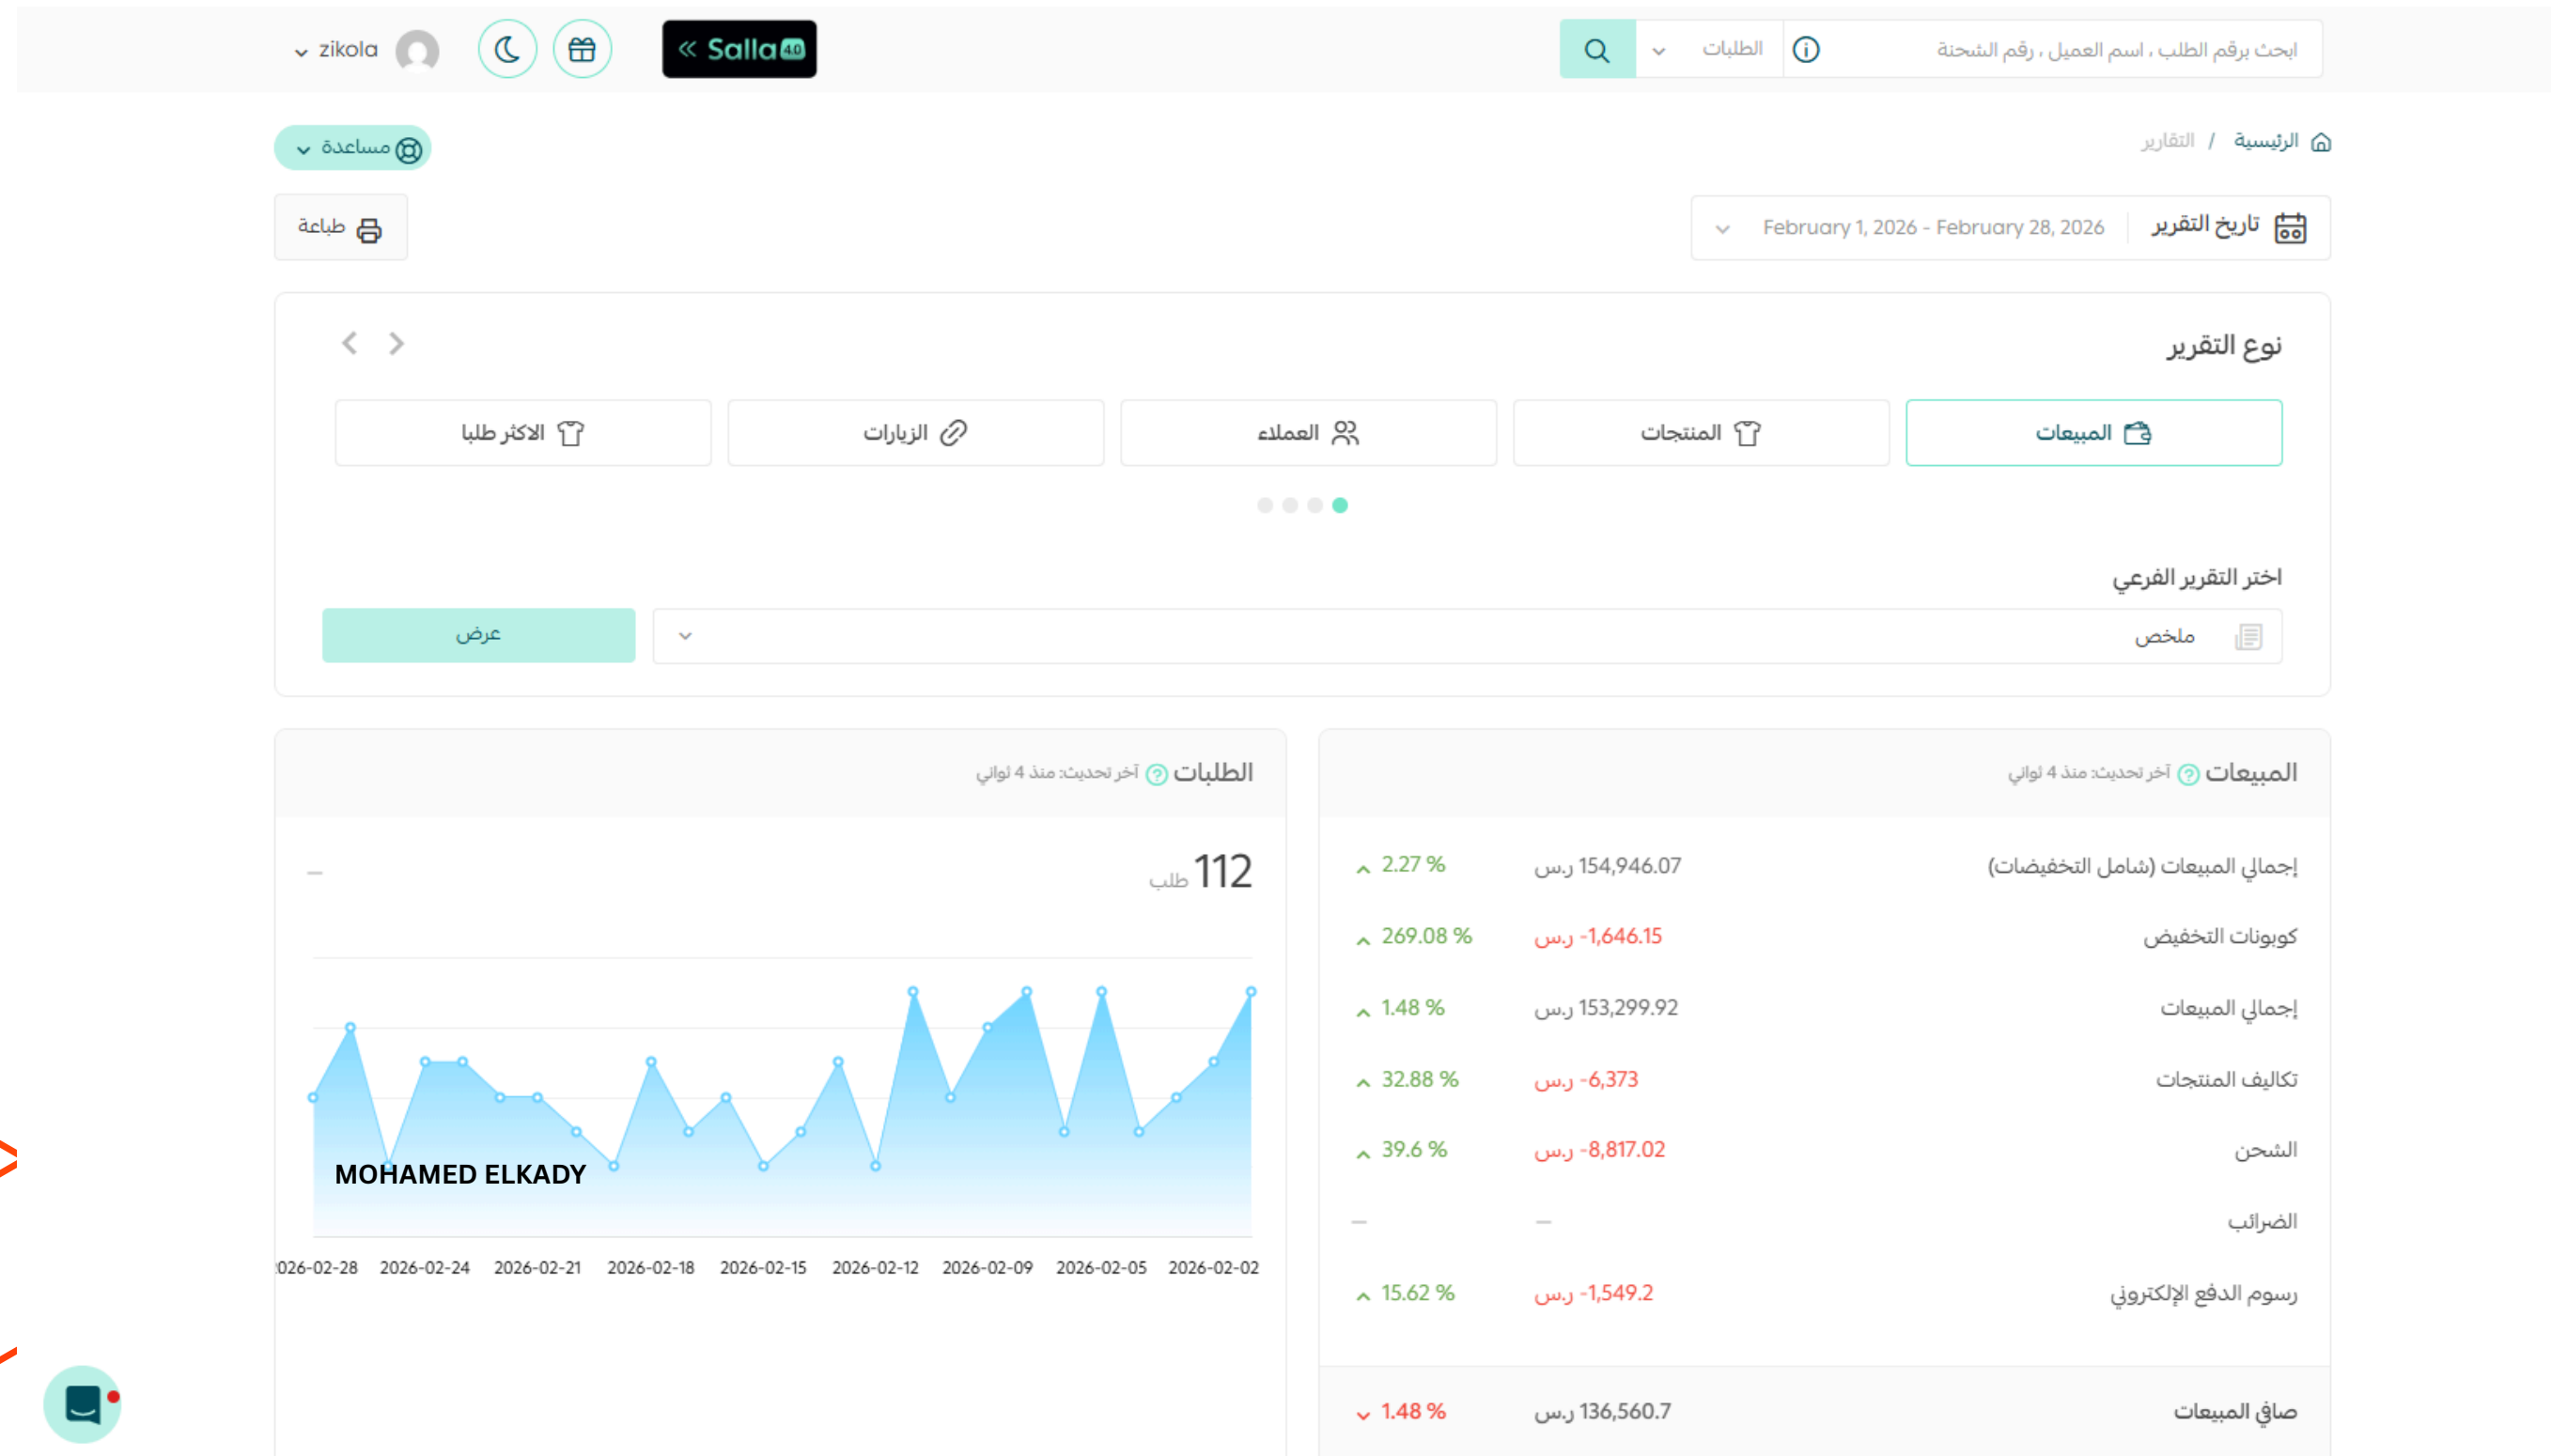 ابحث برقم الطلب ، اسم العميل ، رقم الشحنة
الطلبات
Salla 4.0
zikola
الرئيسية / التقارير
مساعدة
تاريخ التقرير
February 1, 2026 - February 28, 2026
طباعة
نوع التقرير
المبيعات
المنتجات
العملاء
الزيارات
الاكثر طلبا
اختر التقرير الفرعي
ملخص
عرض
المبيعات آخر تحديث: منذ 4 ثواني
إجمالي المبيعات (شامل التخفيضات) 154,946.07 ر.س 2.27 %
كوبونات التخفيض -1,646.15 ر.س 269.08 %
إجمالي المبيعات 153,299.92 ر.س 1.48 %
تكاليف المنتجات -6,373 ر.س 32.88 %
الشحن -8,817.02 ر.س 39.6 %
الضرائب – –
رسوم الدفع الإلكتروني -1,549.2 ر.س 15.62 %
صافي المبيعات 136,560.7 ر.س 1.48 %
الطلبات آخر تحديث: منذ 4 ثواني
112 طلب –
MOHAMED ELKADY
026-02-28 2026-02-24 2026-02-21 2026-02-18 2026-02-15 2026-02-12 2026-02-09 2026-02-05 2026-02-02